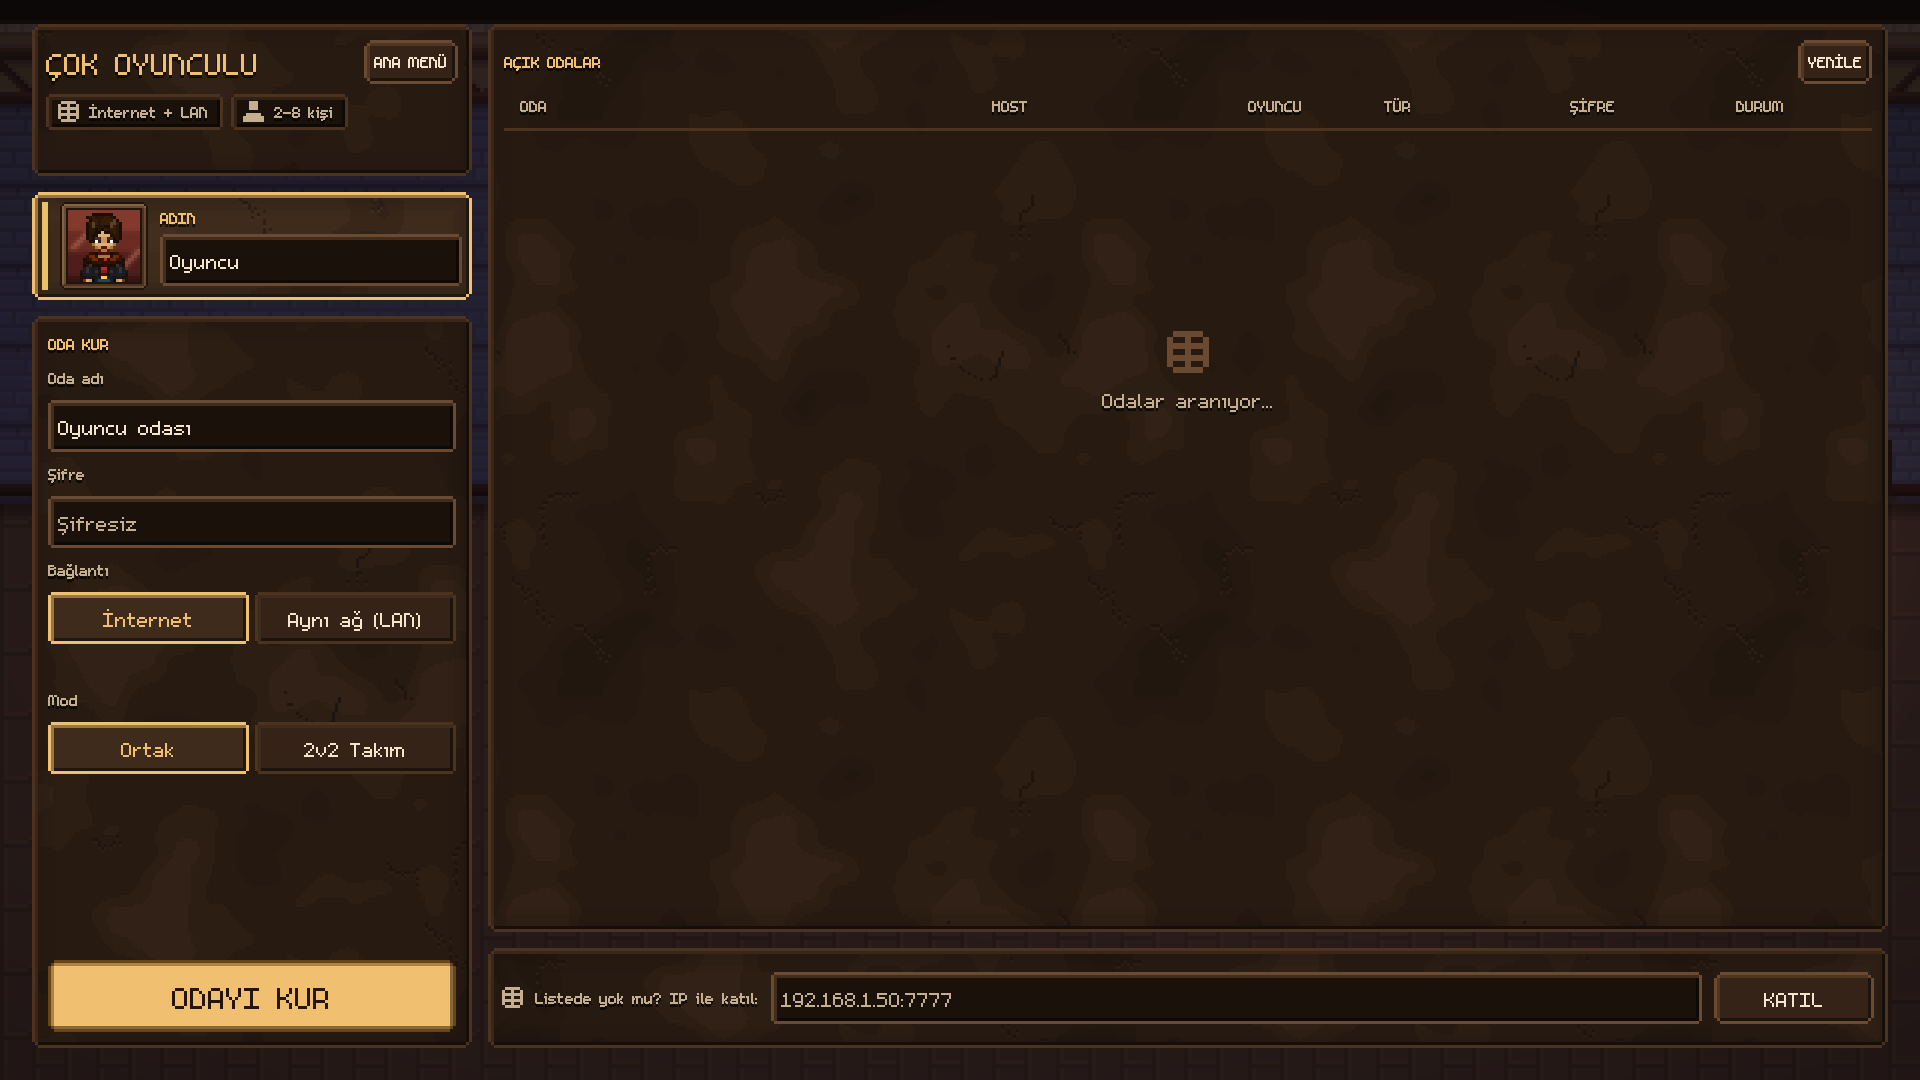 ÇOK OYUNCULU
ANA MENÜ
İnternet + LAN
2-8 kişi
ADIN
Oyuncu
ODA KUR
Oda adı
Oyuncu odası
Şifre
Şifresiz
Bağlantı
İnternet
Aynı ağ (LAN)
Mod
Ortak
2v2 Takım
ODAYI KUR
AÇIK ODALAR
YENİLE
ODA HOST OYUNCU TÜR ŞİFRE DURUM
Odalar aranıyor...
Listede yok mu? IP ile katıl:
192.168.1.50:7777
KATIL